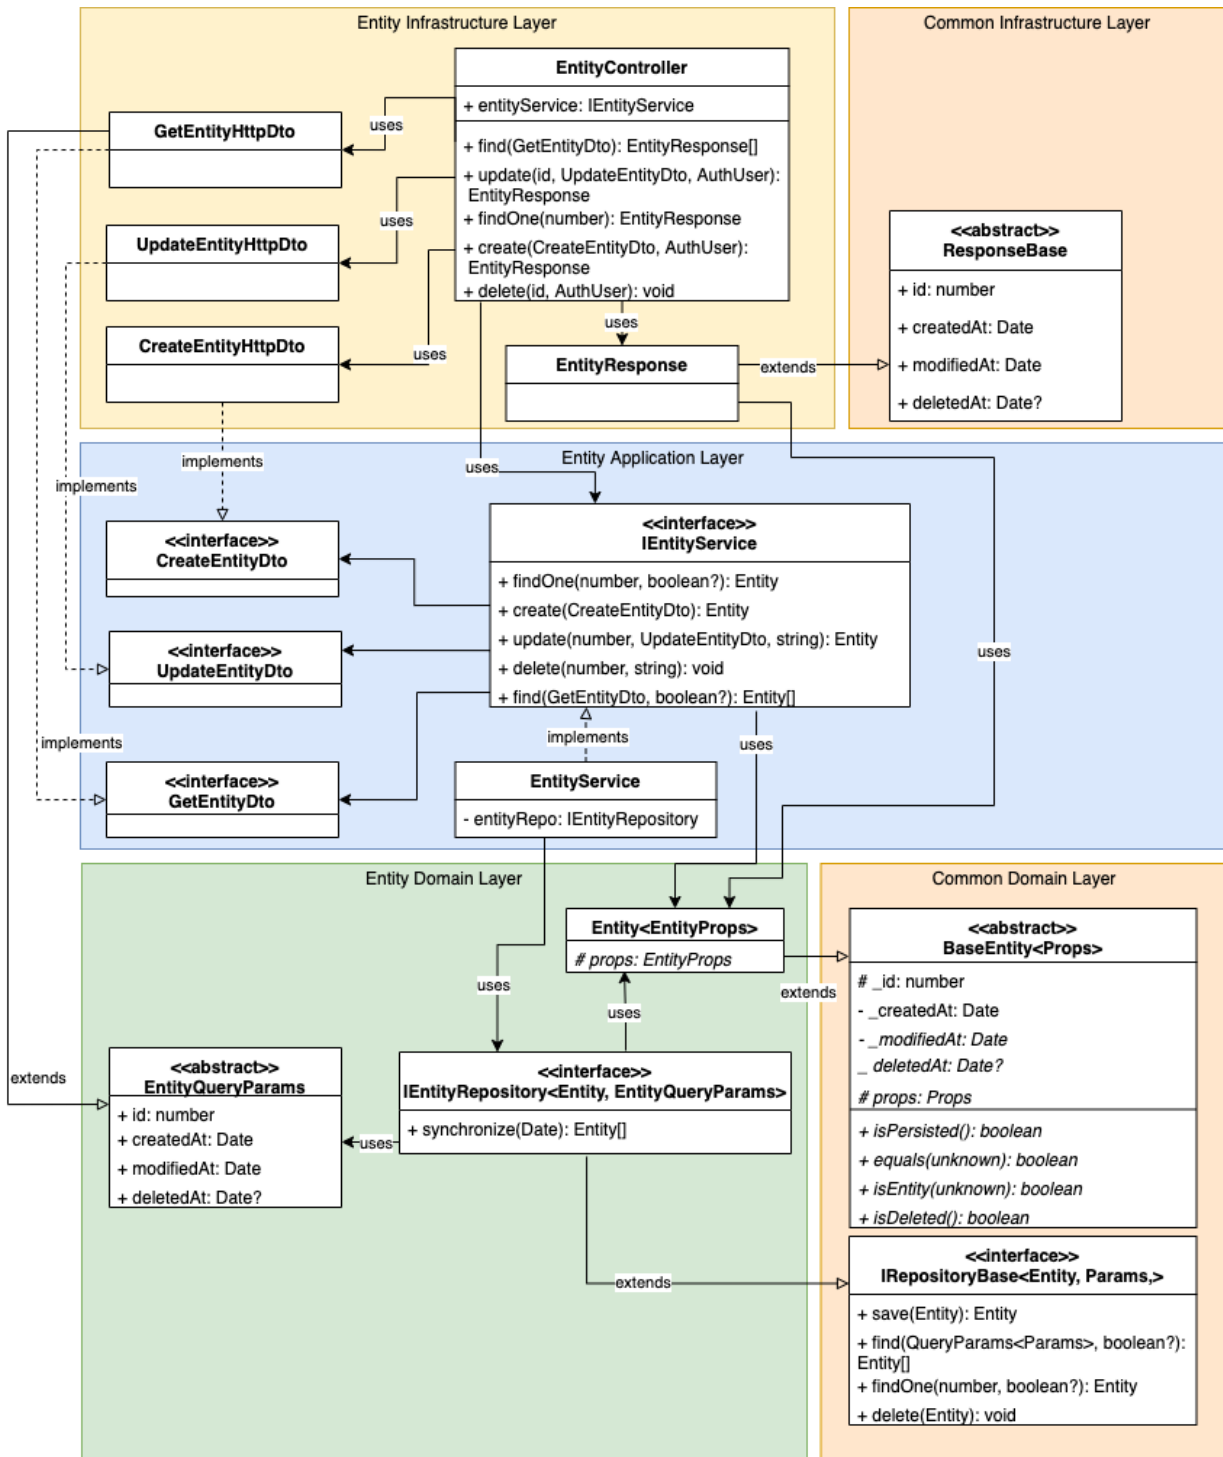 Entity Infrastructure Layer
Common Infrastructure Layer
EntityController
+ entityService: IEntityService
+ find(GetEntityDto): EntityResponse[]
+ update(id, UpdateEntityDto, AuthUser):
EntityResponse
+ findOne(number): EntityResponse
+ create(CreateEntityDto, AuthUser):
EntityResponse
+ delete(id, AuthUser): void
uses
GetEntityHttpDto
uses
UpdateEntityHttpDto
uses
CreateEntityHttpDto
uses
EntityResponse
extends
<<abstract>>
ResponseBase
+ id: number
+ createdAt: Date
+ modifiedAt: Date
+ deletedAt: Date?
Entity Application Layer
implements
implements
uses
<<interface>>
CreateEntityDto
<<interface>>
IEntityService
+ findOne(number, boolean?): Entity
+ create(CreateEntityDto): Entity
+ update(number, UpdateEntityDto, string): Entity
+ delete(number, string): void
+ find(GetEntityDto, boolean?): Entity[]
<<interface>>
UpdateEntityDto
uses
implements
implements
uses
<<interface>>
GetEntityDto
EntityService
- entityRepo: IEntityRepository
Entity Domain Layer
Common Domain Layer
Entity<EntityProps>
# props: EntityProps
extends
<<abstract>>
BaseEntity<Props>
# _id: number
- _createdAt: Date
- _modifiedAt: Date
_ deletedAt: Date?
# props: Props
+ isPersisted(): boolean
+ equals(unknown): boolean
+ isEntity(unknown): boolean
+ isDeleted(): boolean
uses
uses
extends
<<abstract>>
EntityQueryParams
+ id: number
+ createdAt: Date
+ modifiedAt: Date
+ deletedAt: Date?
uses
<<interface>>
IEntityRepository<Entity, EntityQueryParams>
+ synchronize(Date): Entity[]
extends
<<interface>>
IRepositoryBase<Entity, Params,>
+ save(Entity): Entity
+ find(QueryParams<Params>, boolean?):
Entity[]
+ findOne(number, boolean?): Entity
+ delete(Entity): void